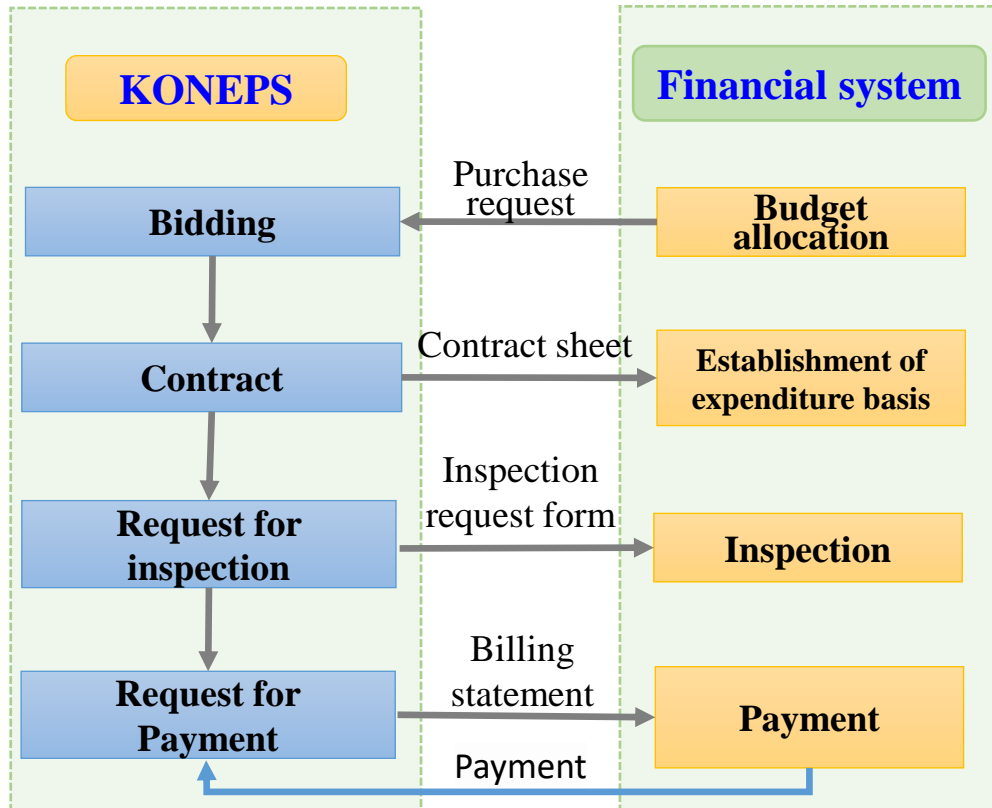 KONEPS
Financial system
Purchase
request
Bidding
Budget
allocation
Contract sheet
Contract
Establishment of
expenditure basis
Inspection
request form
Request for
inspection
Inspection
Billing
statement
Request for
Payment
Payment
Payment